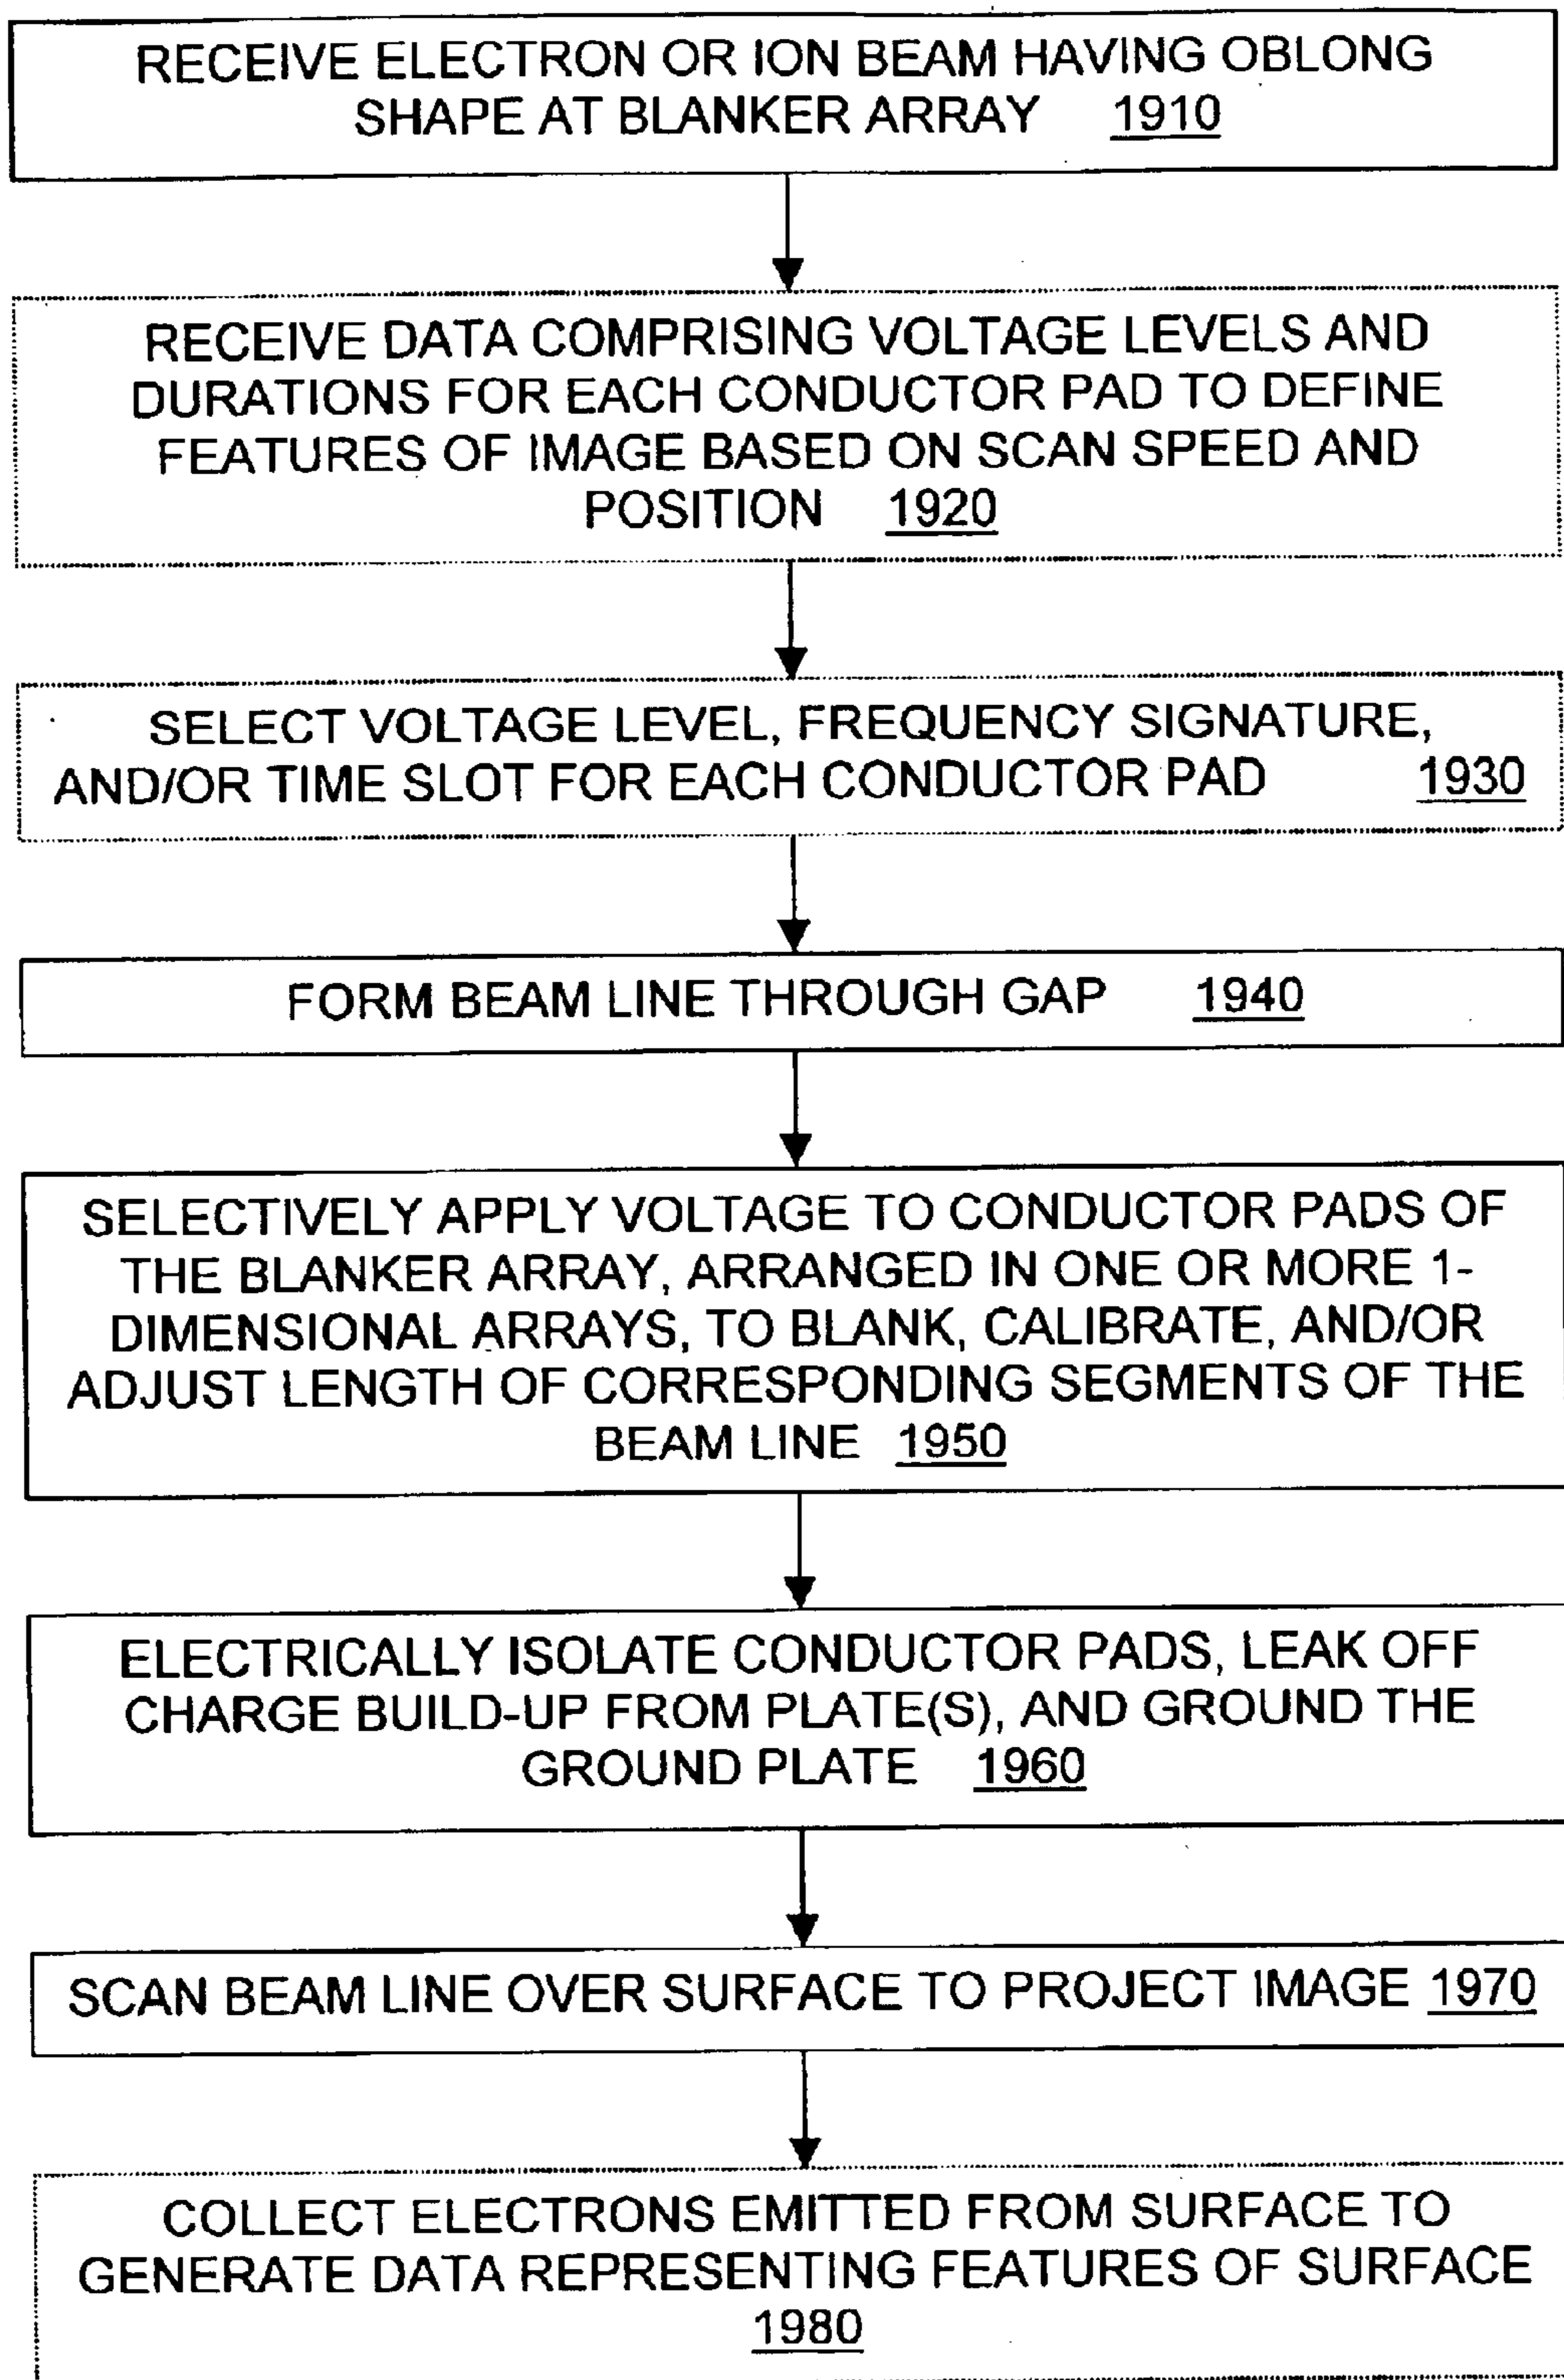 RECEIVE ELECTRON OR ION BEAM HAVING OBLONG
SHAPE AT BLANKER ARRAY 1910
RECEIVE DATA COMPRISING VOLTAGE LEVELS AND
DURATIONS FOR EACH CONDUCTOR PAD TO DEFINE
FEATURES OF IMAGE BASED ON SCAN SPEED AND
POSITION 1920
SELECT VOLTAGE LEVEL, FREQUENCY SIGNATURE,
AND/OR TIME SLOT FOR EACH CONDUCTOR PAD 1930
FORM BEAM LINE THROUGH GAP 1940
SELECTIVELY APPLY VOLTAGE TO CONDUCTOR PADS OF
THE BLANKER ARRAY, ARRANGED IN ONE OR MORE 1-
DIMENSIONAL ARRAYS, TO BLANK, CALIBRATE, AND/OR
ADJUST LENGTH OF CORRESPONDING SEGMENTS OF THE
BEAM LINE 1950
ELECTRICALLY ISOLATE CONDUCTOR PADS, LEAK OFF
CHARGE BUILD-UP FROM PLATE(S), AND GROUND THE
GROUND PLATE 1960
SCAN BEAM LINE OVER SURFACE TO PROJECT IMAGE 1970
COLLECT ELECTRONS EMITTED FROM SURFACE TO
GENERATE DATA REPRESENTING FEATURES OF SURFACE
1980